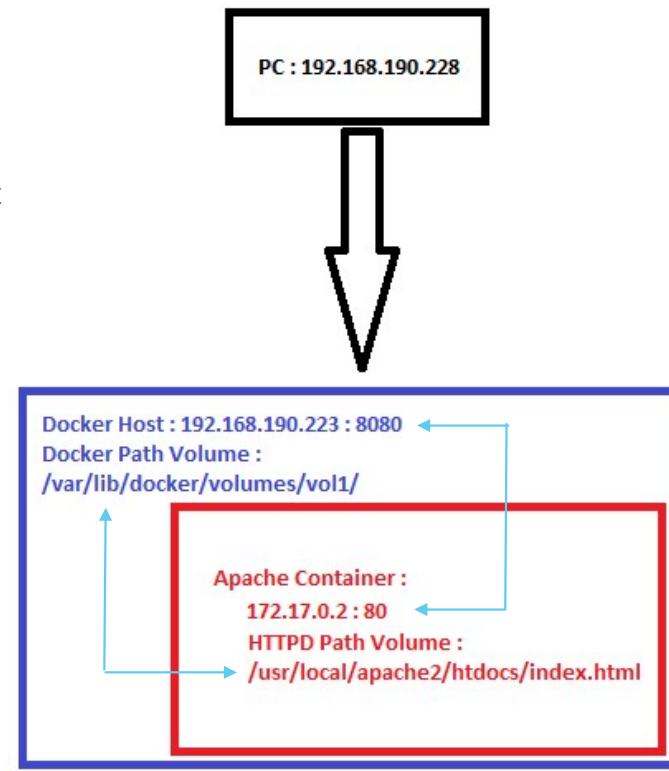 PC : 192.168.190.228
Docker Host : 192.168.190.223 : 8080
Docker Path Volume :
/var/lib/docker/volumes/vol1/
Apache Container :
172.17.0.2 : 80
HTTPD Path Volume :
/usr/local/apache2/htdocs/index.html